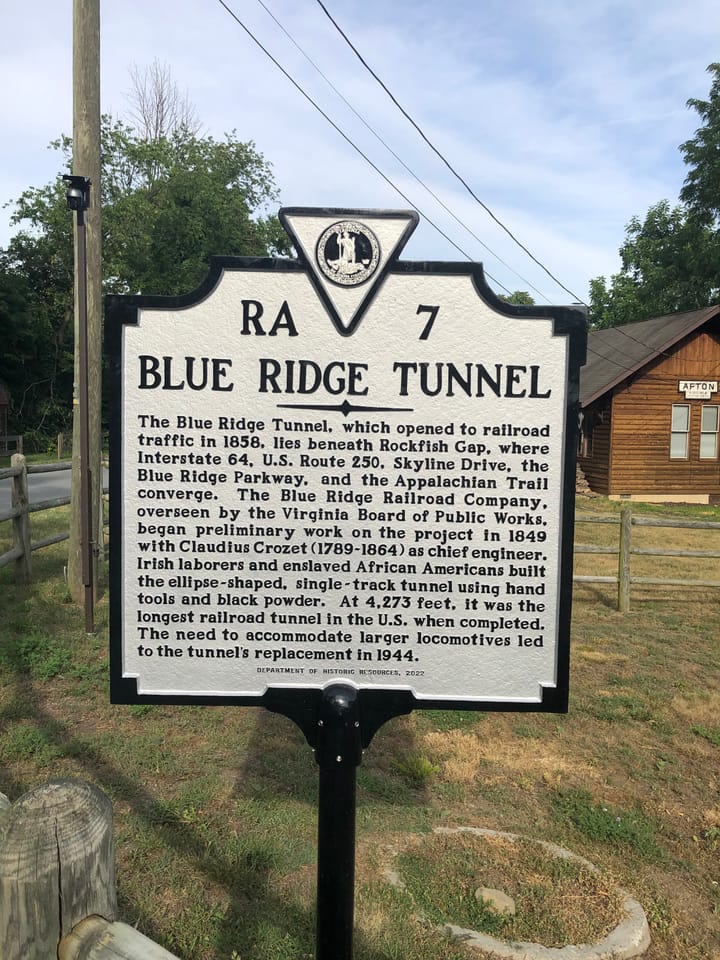 RA 7
BLUE RIDGE TUNNEL
The Blue Ridge Tunnel, which opened to railroad
traffic in 1858, lies beneath Rockfish Gap, where
Interstate 64, U.S. Route 250, Skyline Drive, the
Blue Ridge Parkway, and the Appalachian Trail
converge. The Blue Ridge Railroad Company,
overseen by the Virginia Board of Public Works,
began preliminary work on the project in 1849
with Claudius Crozet (1789-1864) as chief engineer.
Irish laborers and enslaved African Americans built
the ellipse-shaped, single-track tunnel using hand
tools and black powder. At 4,273 feet, it was the
longest railroad tunnel in the U.S. when completed.
The need to accommodate larger locomotives led
to the tunnel's replacement in 1944.
DEPARTMENT OF HISTORIC RESOURCES, 2022
AFTON